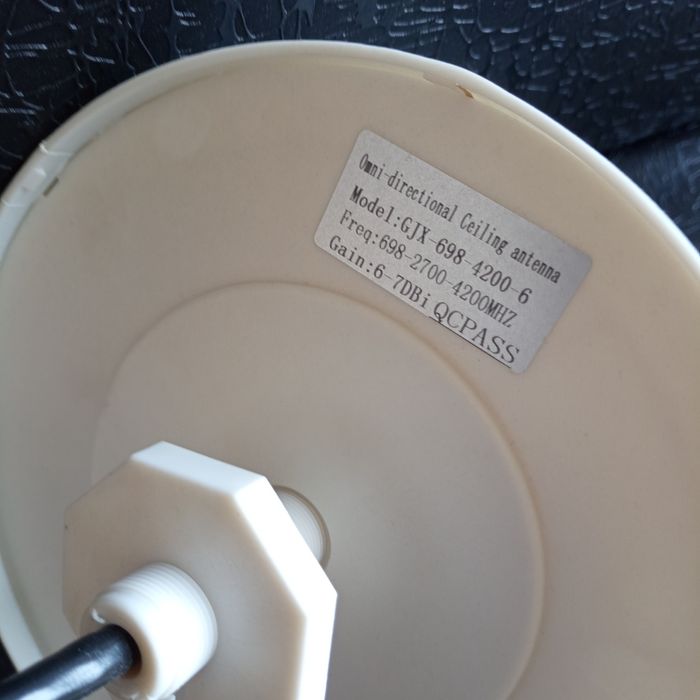 Omni-directional Ceiling antenna
Model:GJX-698-4200-6
Freq:698-2700-4200MHZ
Gain:6-7DBi QCPASS